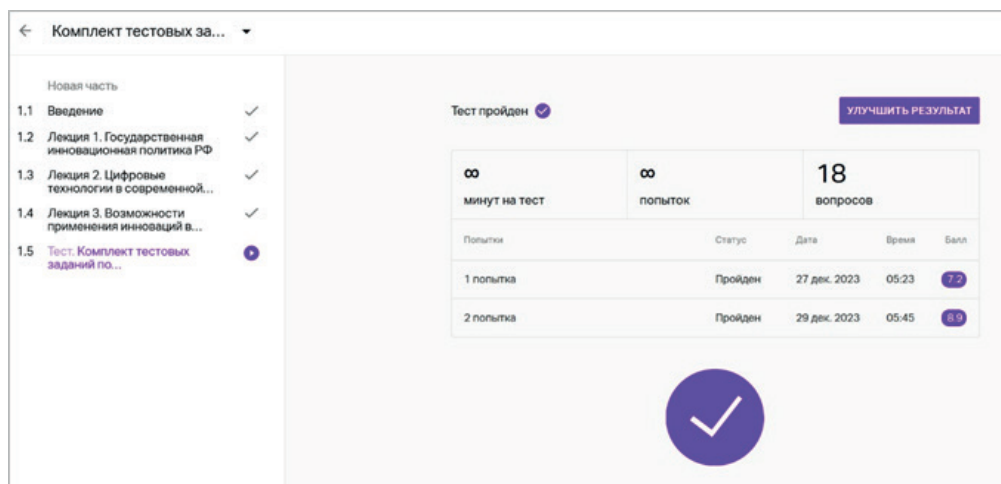 Комплект тестовых за...
Новая часть
1.1 Введение
1.2 Лекция 1. Государственная
инновационная политика РФ
1.3 Лекция 2. Цифровые
технологии в современной...
1.4 Лекция 3. Возможности
применения инноваций в...
1.5 Тест. Комплект тестовых
заданий по...
Тест пройден
УЛУЧШИТЬ РЕЗУЛЬТАТ
∞ ∞ 18
минут на тест попыток вопросов
Попытки Статус Дата Время Балл
1 попытка Пройден 27 дек. 2023 05:23 7.2
2 попытка Пройден 29 дек. 2023 05:45 8.9